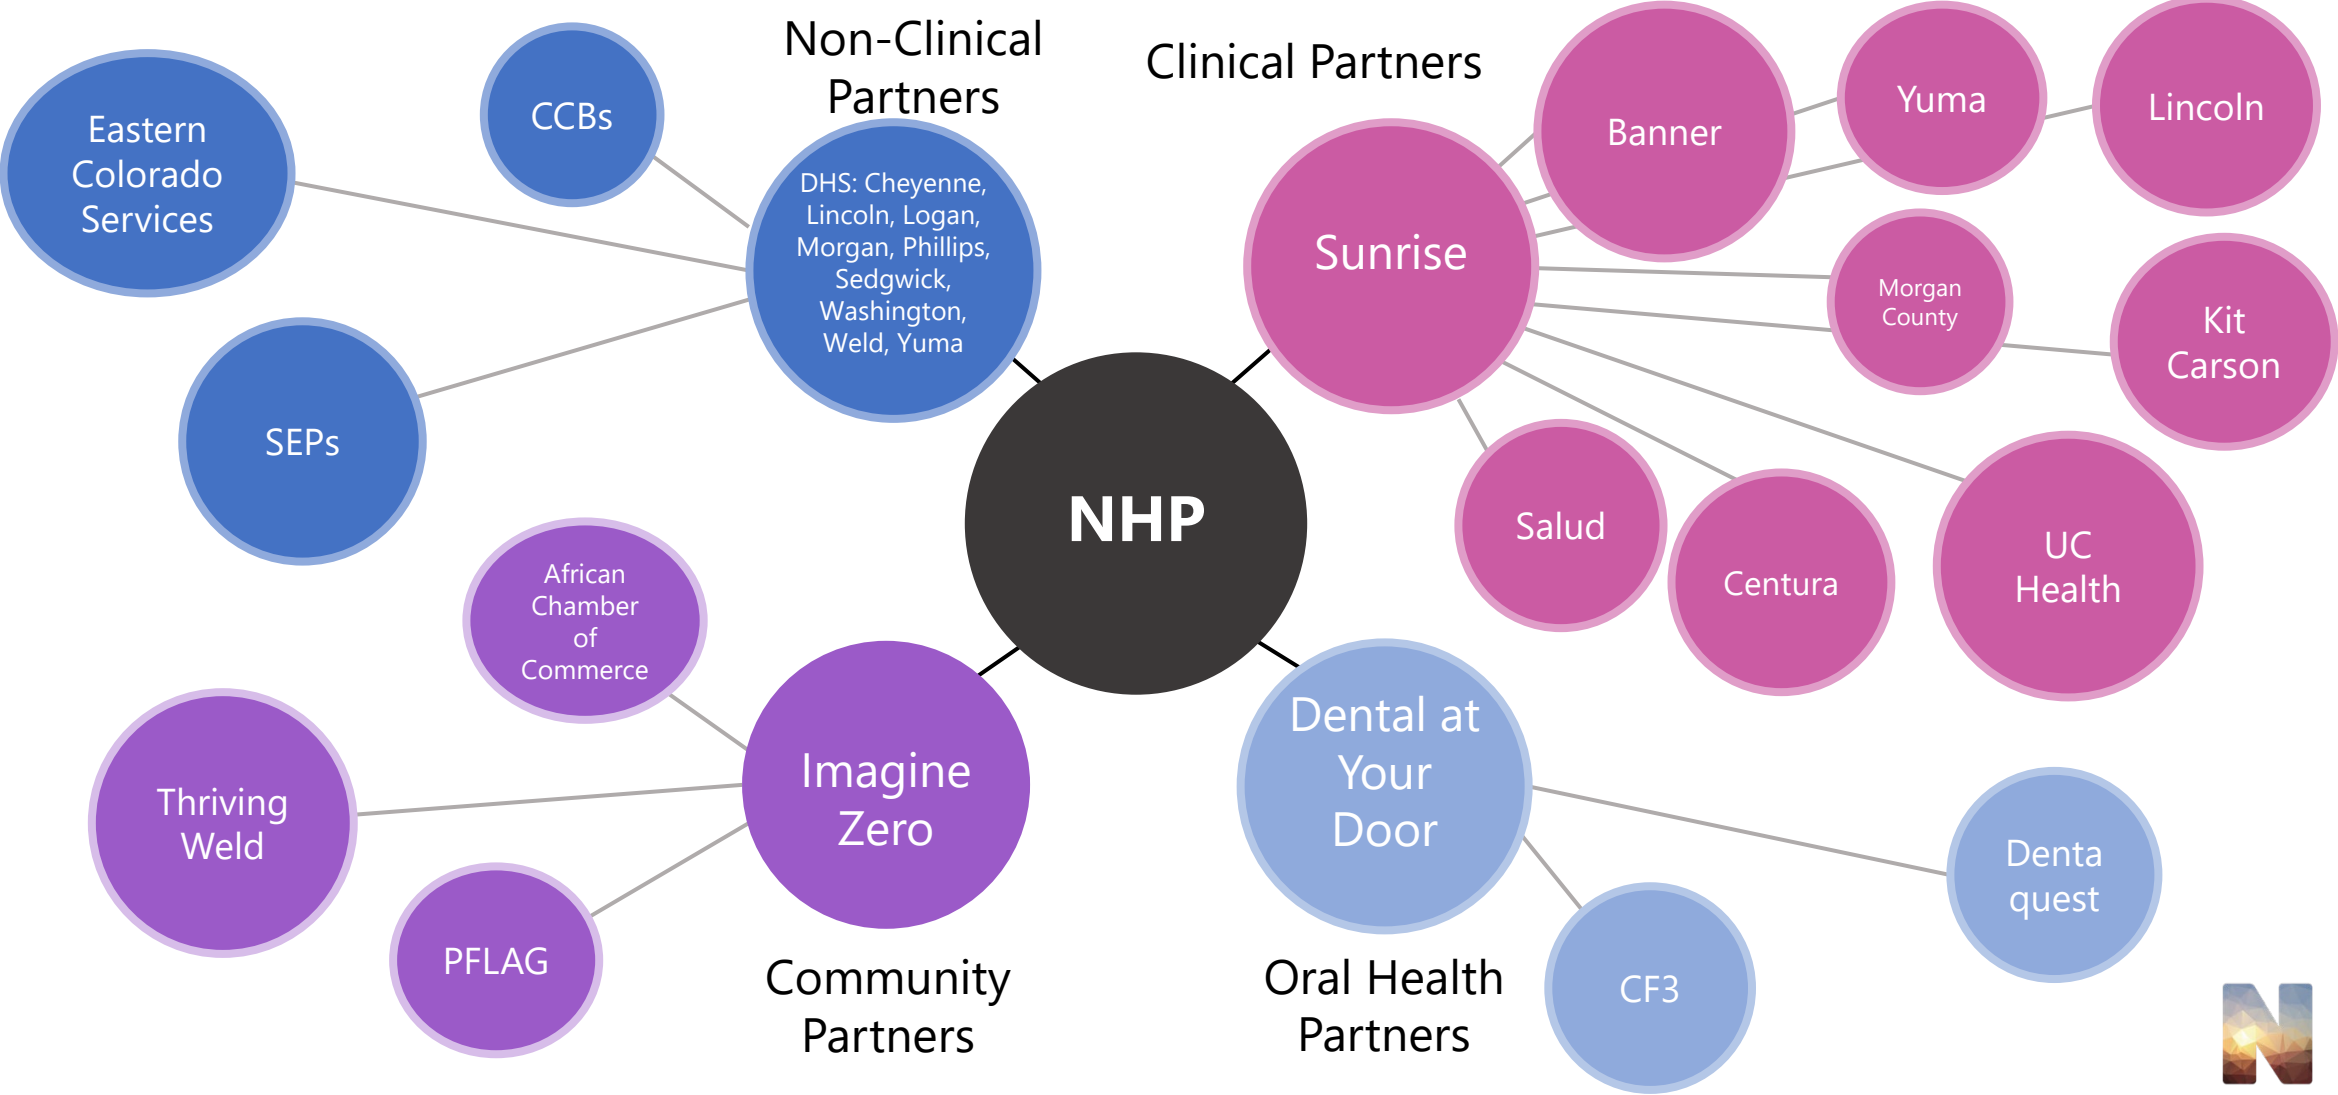 Non-Clinical
Partners
Clinical Partners
Eastern
Colorado
Services
CCBs
DHS: Cheyenne,
Lincoln, Logan,
Morgan, Phillips,
Sedgwick,
Washington,
Weld, Yuma
SEPs
Sunrise
Banner
Yuma
Lincoln
Morgan
County
Kit
Carson
Salud
Centura
UC
Health
NHP
African
Chamber
of
Commerce
Thriving
Weld
PFLAG
Imagine
Zero
Community
Partners
Dental at
Your
Door
Denta
quest
CF3
Oral Health
Partners
N